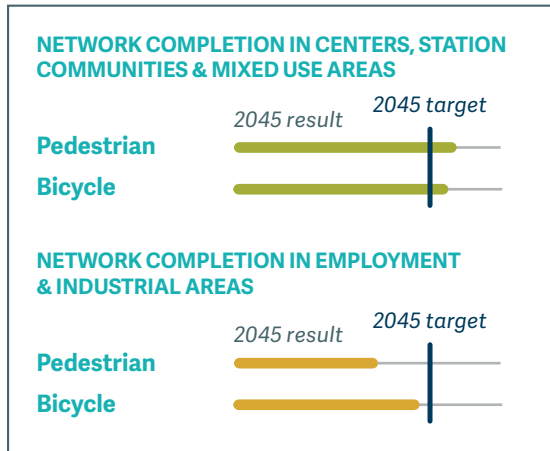 NETWORK COMPLETION IN CENTERS, STATION
COMMUNITIES & MIXED USE AREAS
2045 result
2045 target
Pedestrian
Bicycle
NETWORK COMPLETION IN EMPLOYMENT
& INDUSTRIAL AREAS
2045 result
2045 target
Pedestrian
Bicycle